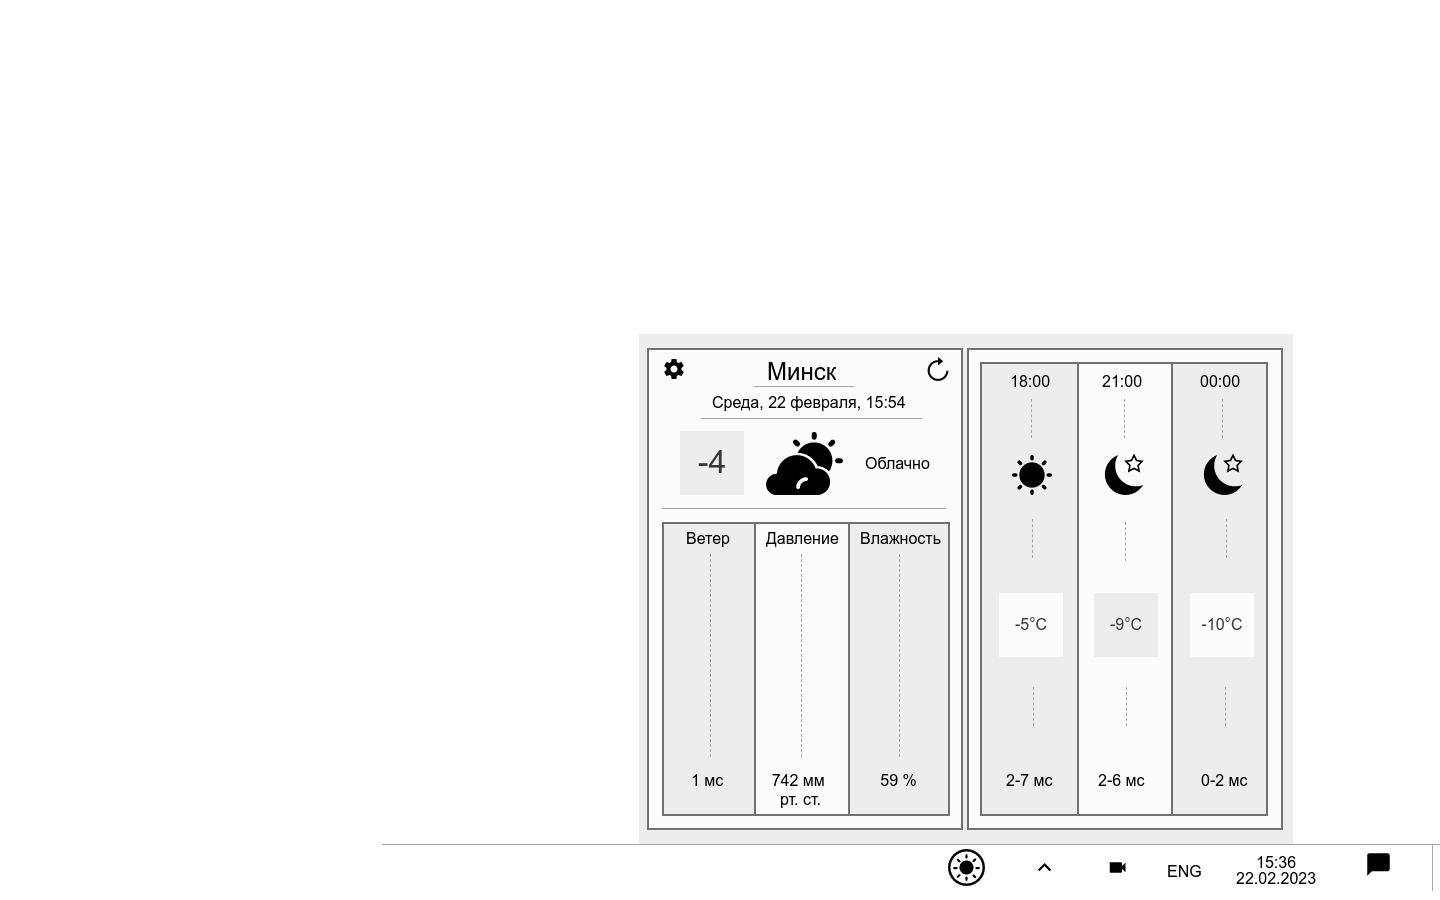 Минск
Среда, 22 февраля, 15:54
-4
Облачно
Ветер
Давление
Влажность
1 мс
742 мм
рт. ст.
59 %
18:00
21:00
00:00
-5°C
-9°C
-10°C
2-7 мс
2-6 мс
0-2 мс
ENG
15:36
22.02.2023